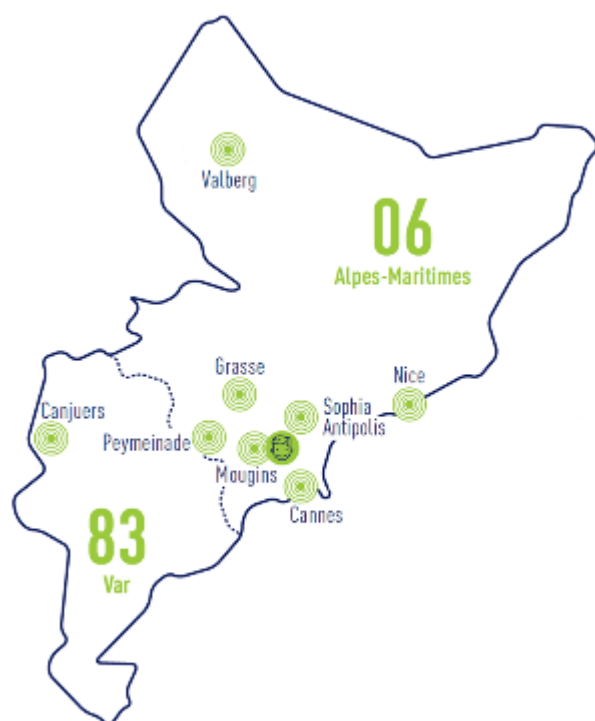 Valberg
06
Alpes-Maritimes
Grasse
Nice
Sophia
Antipolis
Canjuers
Peymeinade
Mougins
Cannes
83
Var